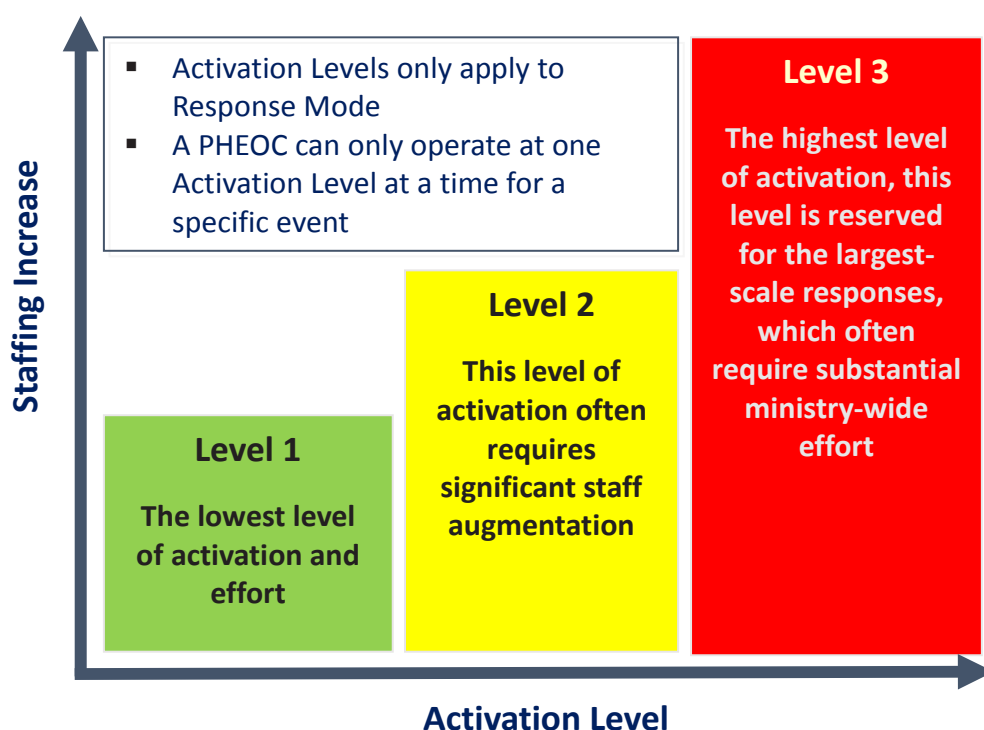 Staffing Increase
▪ Activation Levels only apply to
Response Mode
▪ A PHEOC can only operate at one
Activation Level at a time for a
specific event
Level 1
The lowest level
of activation and
effort
Level 2
This level of
activation often
requires
significant staff
augmentation
Level 3
The highest level
of activation, this
level is reserved
for the largest-
scale responses,
which often
require substantial
ministry-wide
effort
Activation Level